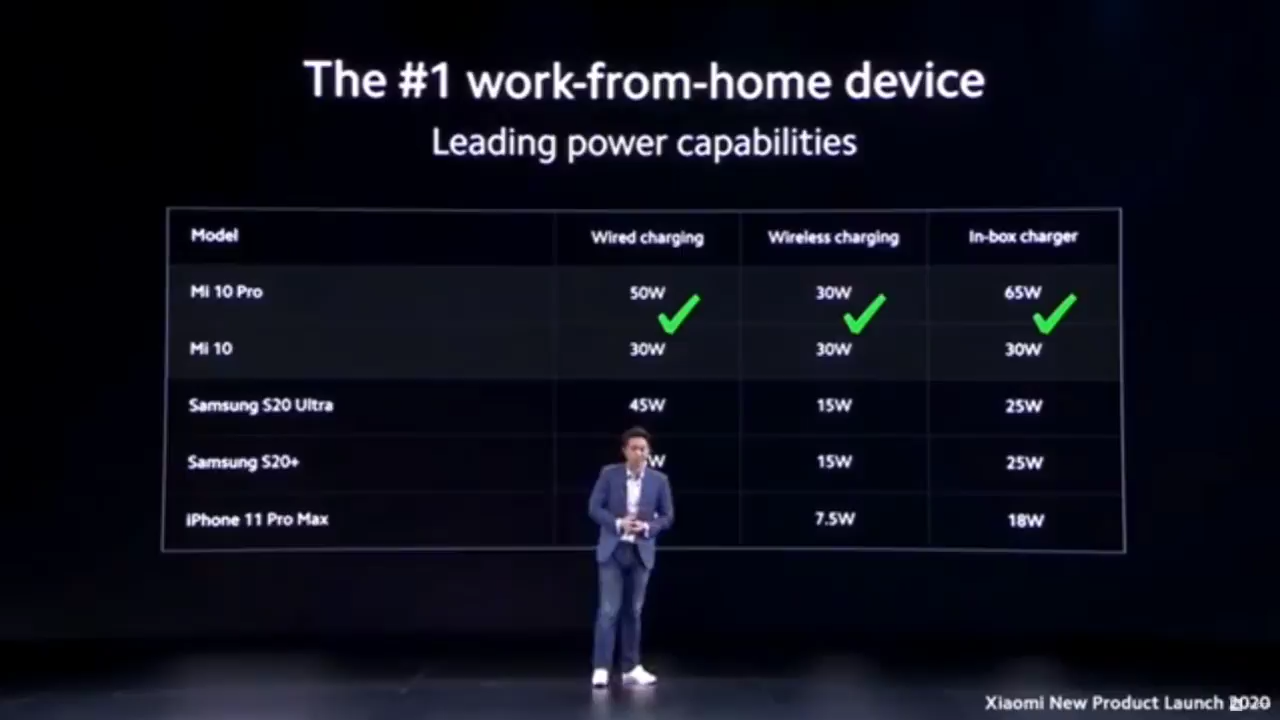 The #1 work-from-home device
Leading power capabilities
Model Wired charging Wireless charging In-box charger
Mi 10 Pro 50W 30W 65W
Mi 10 30W 30W 30W
Samsung S20 Ultra 45W 15W 25W
Samsung S20+ 15W 25W
iPhone 11 Pro Max 7.5W 18W
Xiaomi New Product Launch 2020